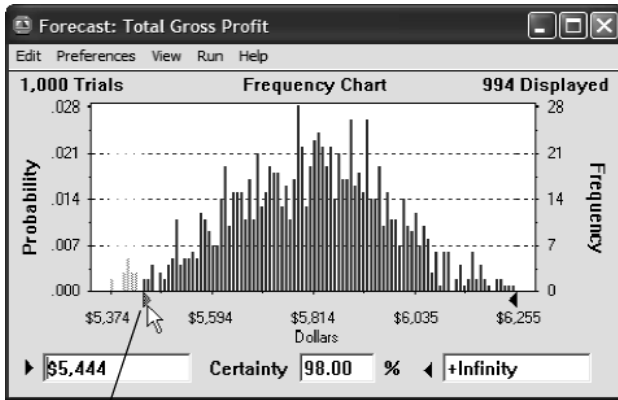 Forecast: Total Gross Profit
Edit Preferences View Run Help
1,000 Trials Frequency Chart 994 Displayed
.028 28
.021 21
.014 14
.007 7
.000 0
Probability
Frequency
$5,374 $5,594 $5,814 $6,035 $6,255
Dollars
$5,444 Certainty 98.00 % +Infinity